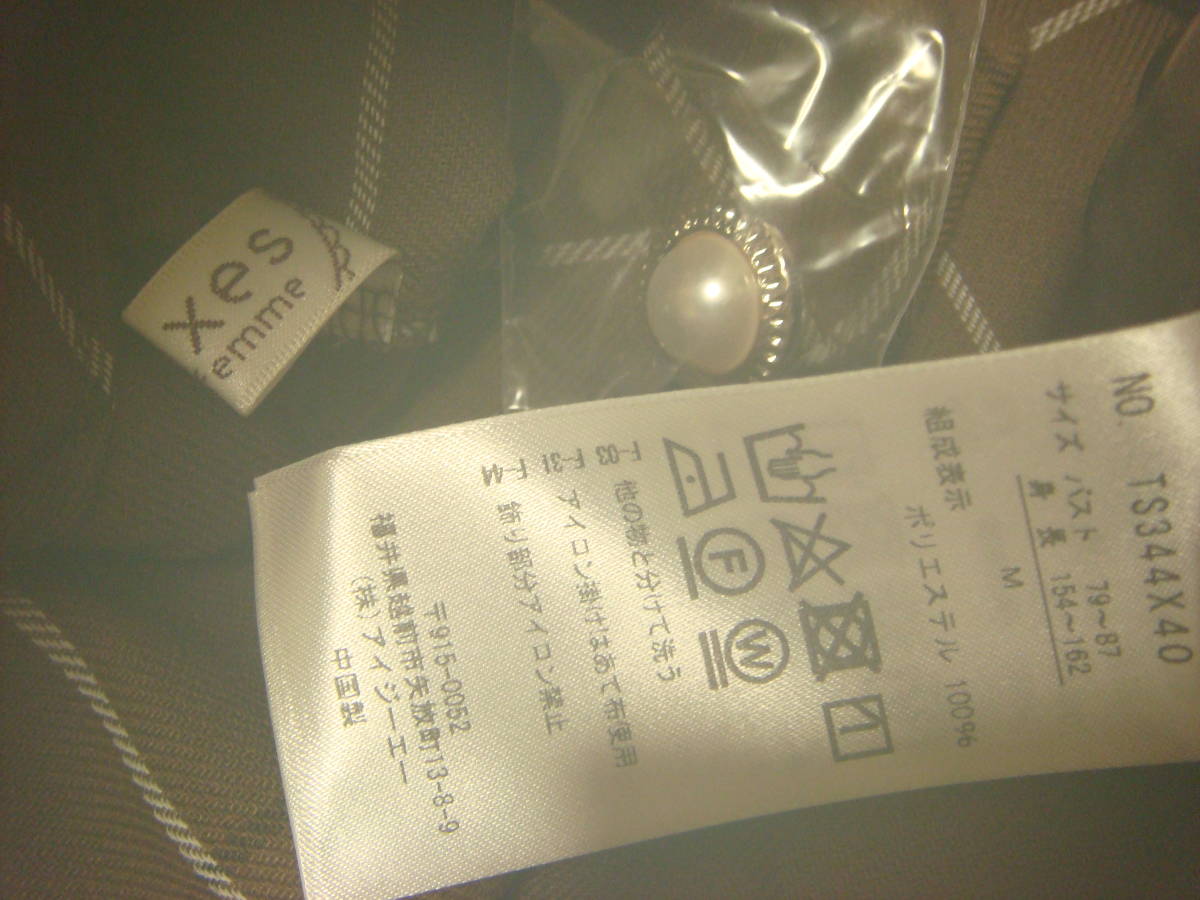 xes
femme
NO. TS344X40
サイズ バスト 79～87
身長 154～162
M
組成表示
ポリエステル 100%
F
W
T-03 他の物と分けて洗う
T-31 アイロン掛けはあて布使用
T-44 飾り部分アイロン禁止
〒915-0052
福井県越前市矢放町13-8-9
(株)アイジーエー
中国製